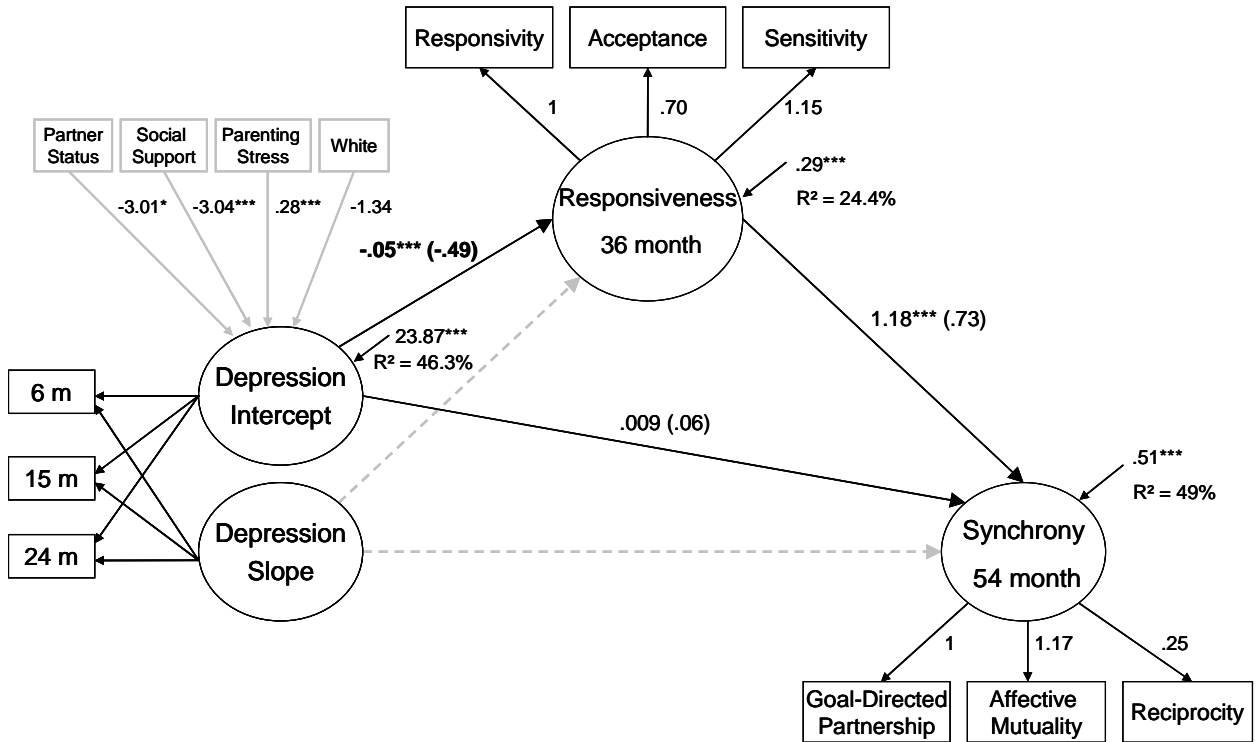 Responsivity
Acceptance
Sensitivity
1
.70
1.15
Partner
Status
Social
Support
Parenting
Stress
White
-3.01*
-3.04***
.28***
-1.34
.29***
R² = 24.4%
Responsiveness
36 month
-.05*** (-.49)
1.18*** (.73)
23.87***
R² = 46.3%
Depression
Intercept
6 m
15 m
24 m
.009 (.06)
.51***
R² = 49%
Depression
Slope
Synchrony
54 month
1
1.17
.25
Goal-Directed
Partnership
Affective
Mutuality
Reciprocity